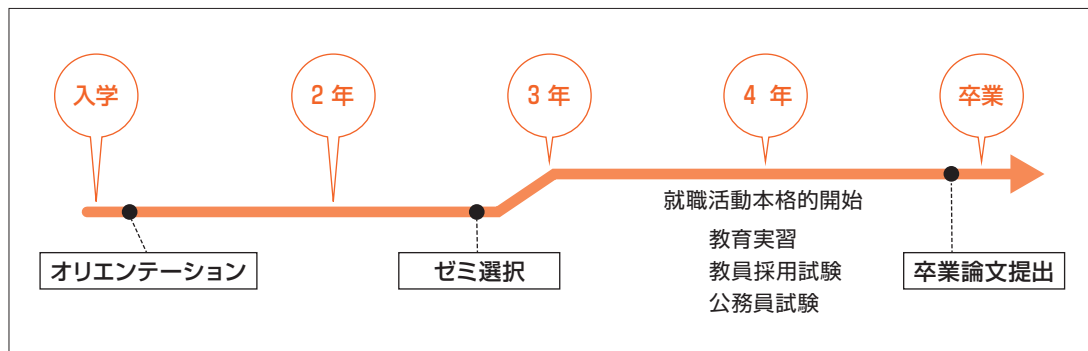 入学
2 年
3 年
4 年
卒業
就職活動本格的開始
教育実習
教員採用試験
公務員試験
オリエンテーション
ゼミ選択
卒業論文提出